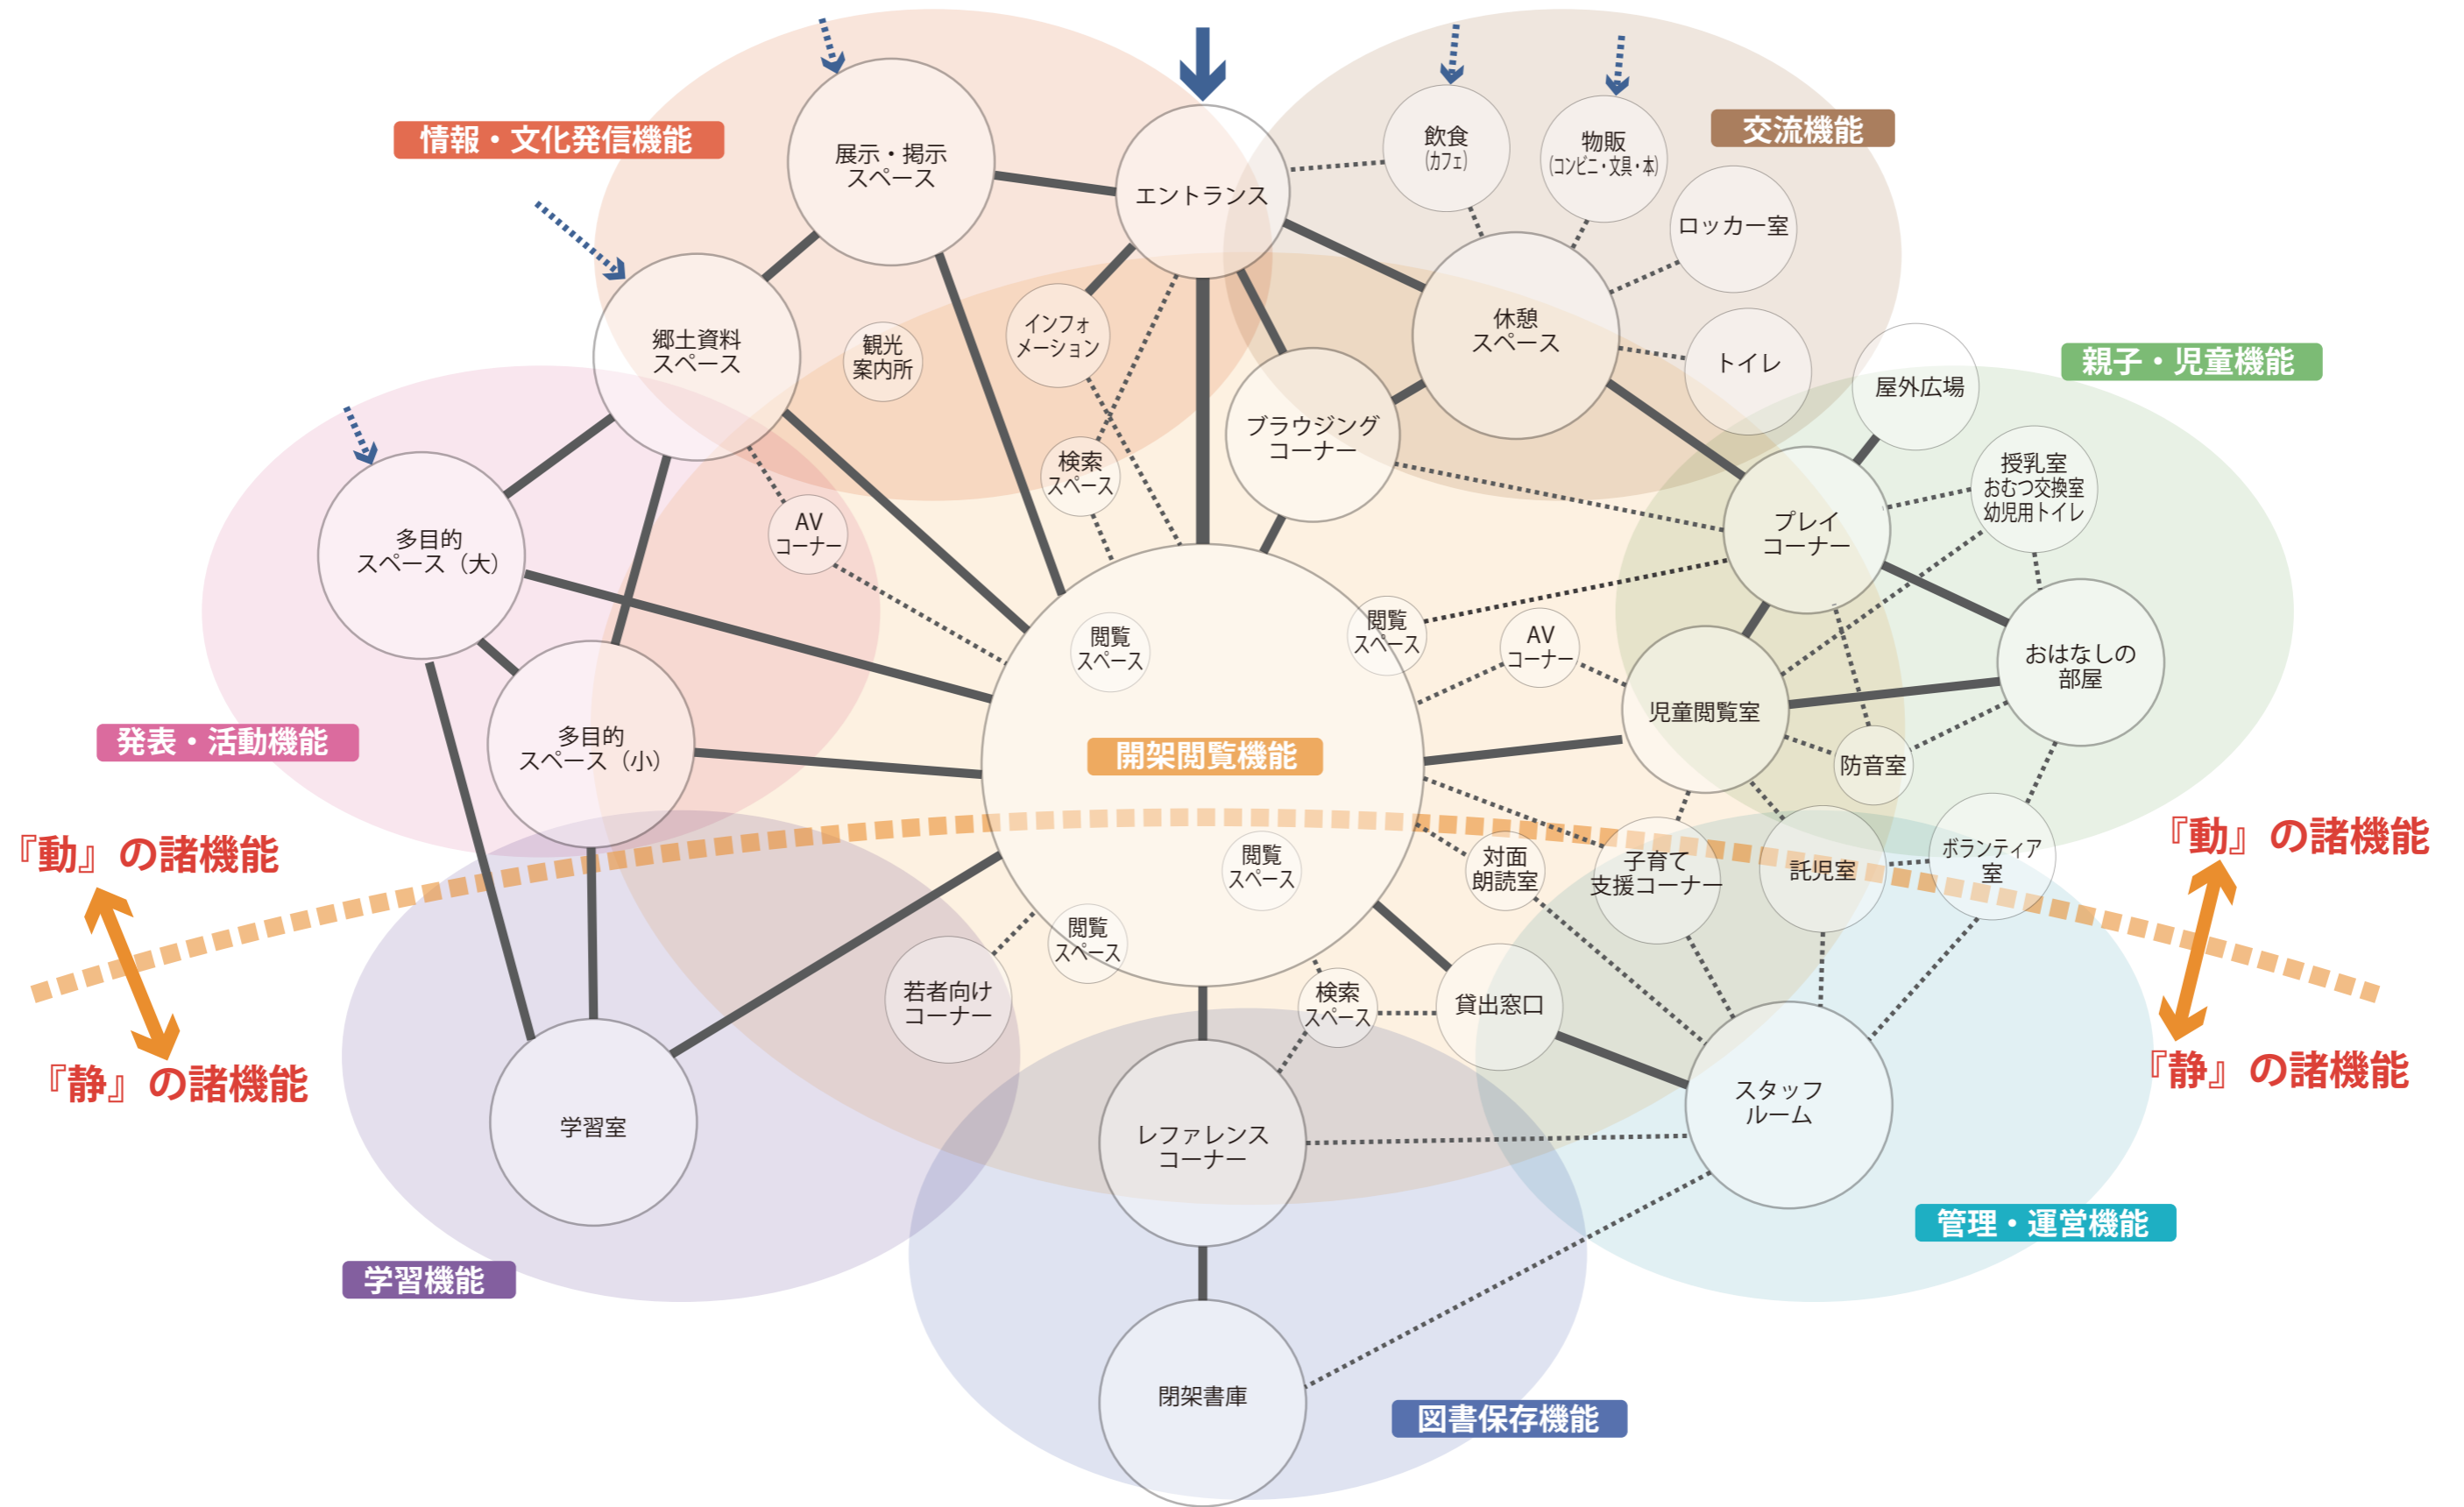 情報・文化発信機能
交流機能
展示・掲示
スペース
エントランス
飲食
(カフェ)
物販
(コンビニ・文具・本)
ロッカー室
郷土資料
スペース
観光
案内所
インフォ
メーション
休憩
スペース
トイレ
屋外広場
親子・児童機能
ブラウジング
コーナー
検索
スペース
AV
コーナー
授乳室
おむつ交換室
幼児用トイレ
プレイ
コーナー
多目的
スペース（大）
閲覧
スペース
閲覧
スペース
AV
コーナー
おはなしの
部屋
児童閲覧室
発表・活動機能
多目的
スペース（小）
開架閲覧機能
防音室
『動』の諸機能
『動』の諸機能
閲覧
スペース
対面
朗読室
子育て
支援コーナー
託児室
ボランティア
室
閲覧
スペース
若者向け
コーナー
検索
スペース
貸出窓口
『静』の諸機能
『静』の諸機能
学習室
レファレンス
コーナー
スタッフ
ルーム
管理・運営機能
学習機能
閉架書庫
図書保存機能